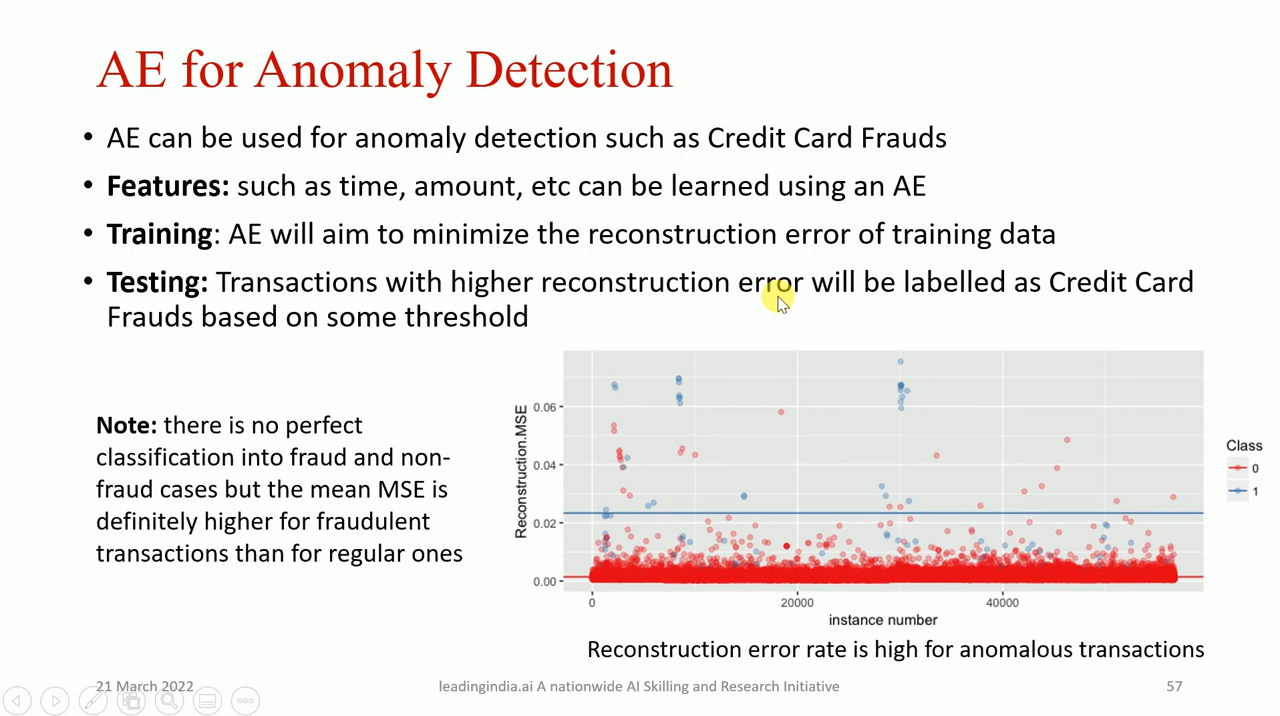 AE for Anomaly Detection
• AE can be used for anomaly detection such as Credit Card Frauds
• Features: such as time, amount, etc can be learned using an AE
• Training: AE will aim to minimize the reconstruction error of training data
• Testing: Transactions with higher reconstruction error will be labelled as Credit Card
Frauds based on some threshold
Note: there is no perfect
classification into fraud and non-
fraud cases but the mean MSE is
definitely higher for fraudulent
transactions than for regular ones
Reconstruction.MSE
0.06
0.04
0.02
0.00
0 20000 40000
instance number
Class
0
1
Reconstruction error rate is high for anomalous transactions
21 March 2022 leadingindia.ai A nationwide AI Skilling and Research Initiative 57